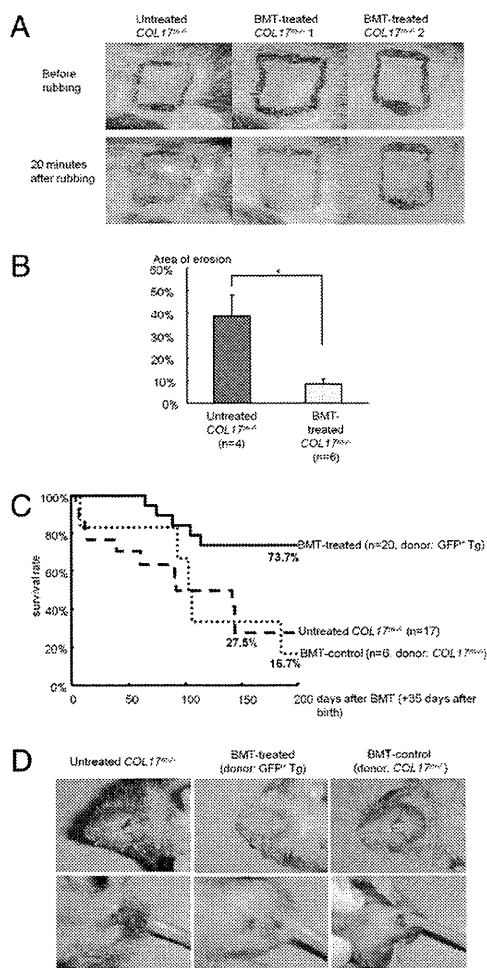 A
Untreated BMT-treated BMT-treated
COL17m-/- COL17m-/- 1 COL17m-/- 2
Before
rubbing
20 minutes
after rubbing
B
Area of erosion
60%
50%
40%
30%
20%
10%
0%
*
Untreated
COL17m-/-
(n=4)
BMT-
treated
COL17m-/-
(n=6)
C
survival rate
100%
80%
60%
40%
20%
0%
0 50 100 150 200 days after BMT (+35 days after
birth)
BMT-treated (n=20, donor: GFP+ Tg)
73.7%
Untreated COL17m-/- (n=17)
27.5%
BMT-control (n=6, donor: COL17m-/-)
16.7%
D
Untreated COL17m-/- BMT-treated BMT-control
(donor: GFP+ Tg) (donor: COL17m-/-)